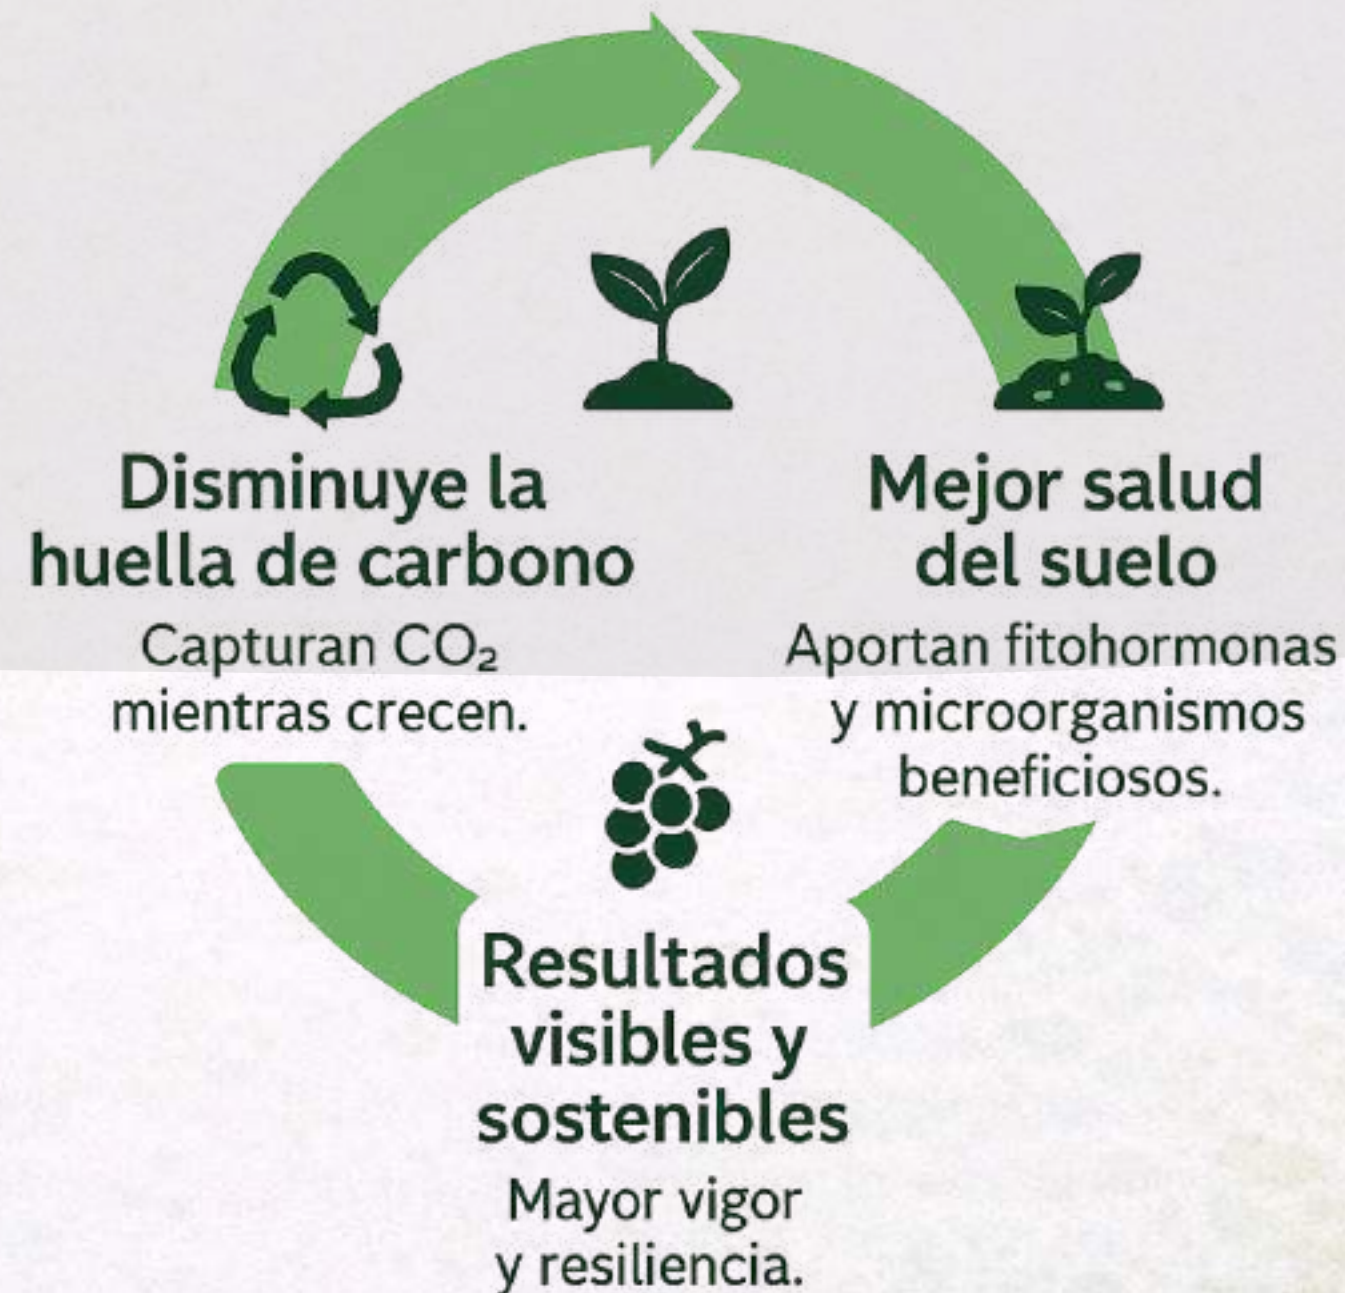 Disminuye la
huella de carbono
Capturan CO₂
mientras crecen.
Mejor salud
del suelo
Aportan fitohormonas
y microorganismos
beneficiosos.
Resultados
visibles y
sostenibles
Mayor vigor
y resiliencia.